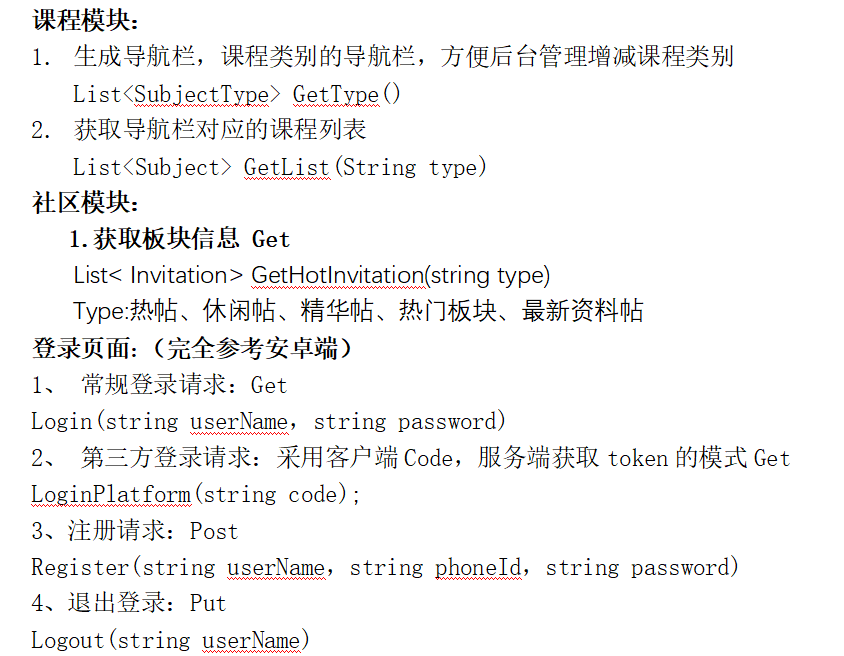 课程模块：
1. 生成导航栏，课程类别的导航栏，方便后台管理增减课程类别
List<SubjectType> GetType()
2. 获取导航栏对应的课程列表
List<Subject> GetList(String type)
社区模块：
1.获取板块信息 Get
List< Invitation> GetHotInvitation(string type)
Type:热帖、休闲帖、精华帖、热门板块、最新资料帖
登录页面：（完全参考安卓端）
1、 常规登录请求：Get
Login(string userName，string password)
2、 第三方登录请求：采用客户端Code，服务端获取 token的模式Get
LoginPlatform(string code);
3、注册请求：Post
Register(string userName，string phoneId，string password)
4、退出登录：Put
Logout(string userName)